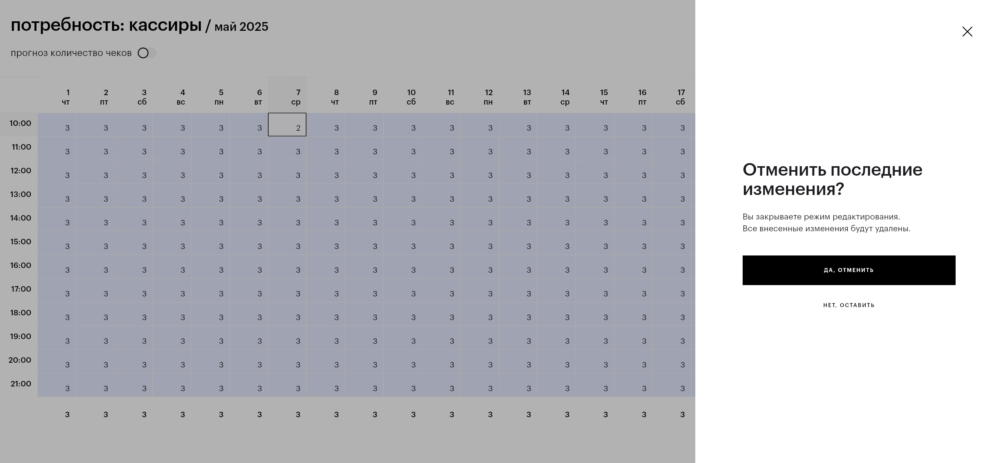 потребность: кассиры / май 2025
прогноз количество чеков
1 2 3 4 5 6 7 8 9 10 11 12 13 14 15 16 17
чт пт сб вс пн вт ср чт пт сб вс пн вт ср чт пт сб
10:00 3 3 3 3 3 3 2 3 3 3 3 3 3 3 3 3 3
11:00 3 3 3 3 3 3 3 3 3 3 3 3 3 3 3 3 3
12:00 3 3 3 3 3 3 3 3 3 3 3 3 3 3 3 3 3
13:00 3 3 3 3 3 3 3 3 3 3 3 3 3 3 3 3 3
14:00 3 3 3 3 3 3 3 3 3 3 3 3 3 3 3 3 3
15:00 3 3 3 3 3 3 3 3 3 3 3 3 3 3 3 3 3
16:00 3 3 3 3 3 3 3 3 3 3 3 3 3 3 3 3 3
17:00 3 3 3 3 3 3 3 3 3 3 3 3 3 3 3 3 3
18:00 3 3 3 3 3 3 3 3 3 3 3 3 3 3 3 3 3
19:00 3 3 3 3 3 3 3 3 3 3 3 3 3 3 3 3 3
20:00 3 3 3 3 3 3 3 3 3 3 3 3 3 3 3 3 3
21:00 3 3 3 3 3 3 3 3 3 3 3 3 3 3 3 3 3
3 3 3 3 3 3 3 3 3 3 3 3 3 3 3 3 3
Отменить последние
изменения?
Вы закрываете режим редактирования.
Все внесенные изменения будут удалены.
ДА, ОТМЕНИТЬ
НЕТ, ОСТАВИТЬ